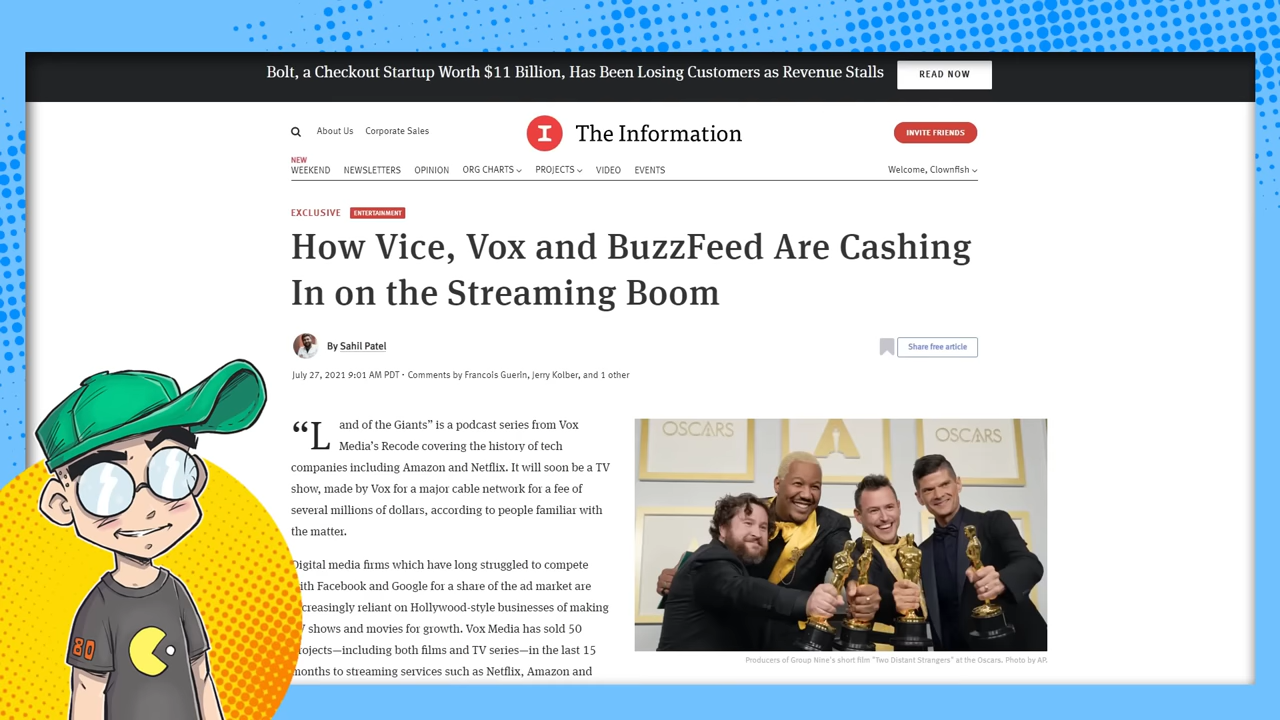 Bolt, a Checkout Startup Worth $11 Billion, Has Been Losing Customers as Revenue Stalls
READ NOW
About Us Corporate Sales
I The Information
INVITE FRIENDS
NEW
WEEKEND NEWSLETTERS OPINION ORG CHARTS PROJECTS VIDEO EVENTS
Welcome, Clownfish
EXCLUSIVE ENTERTAINMENT
How Vice, Vox and BuzzFeed Are Cashing
In on the Streaming Boom
By Sahil Patel
Share free article
July 27, 2021 9:01 AM PDT · Comments by Francois Guerin, Jerry Kolber, and 1 other
“Land of the Giants” is a podcast series from Vox
Media’s Recode covering the history of tech
companies including Amazon and Netflix. It will soon be a TV
show, made by Vox for a major cable network for a fee of
several millions of dollars, according to people familiar with
the matter.
Digital media firms which have long struggled to compete
with Facebook and Google for a share of the ad market are
increasingly reliant on Hollywood-style businesses of making
TV shows and movies for growth. Vox Media has sold 50
projects—including both films and TV series—in the last 15
months to streaming services such as Netflix, Amazon and
OSCARS
OSCARS
Producers of Group Nine's short film "Two Distant Strangers" at the Oscars. Photo by AP.
80